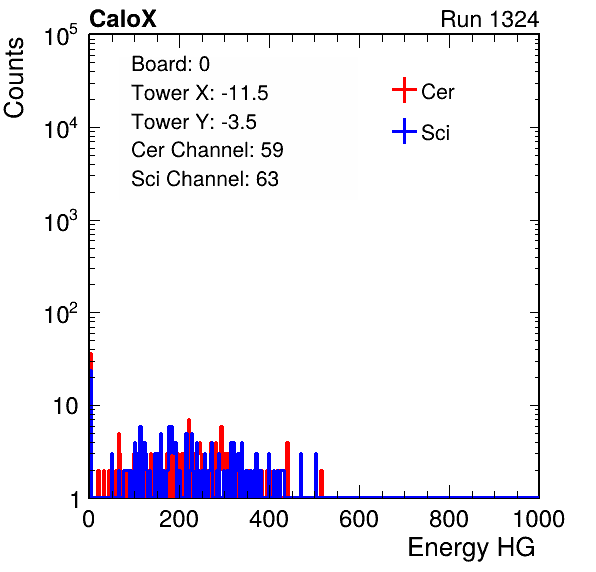 CaloX Run 1324
Board: 0
Tower X: -11.5
Tower Y: -3.5
Cer Channel: 59
Sci Channel: 63
Cer
Sci
Counts
10^5
10^4
10^3
10^2
10
1
0 200 400 600 800 1000
Energy HG